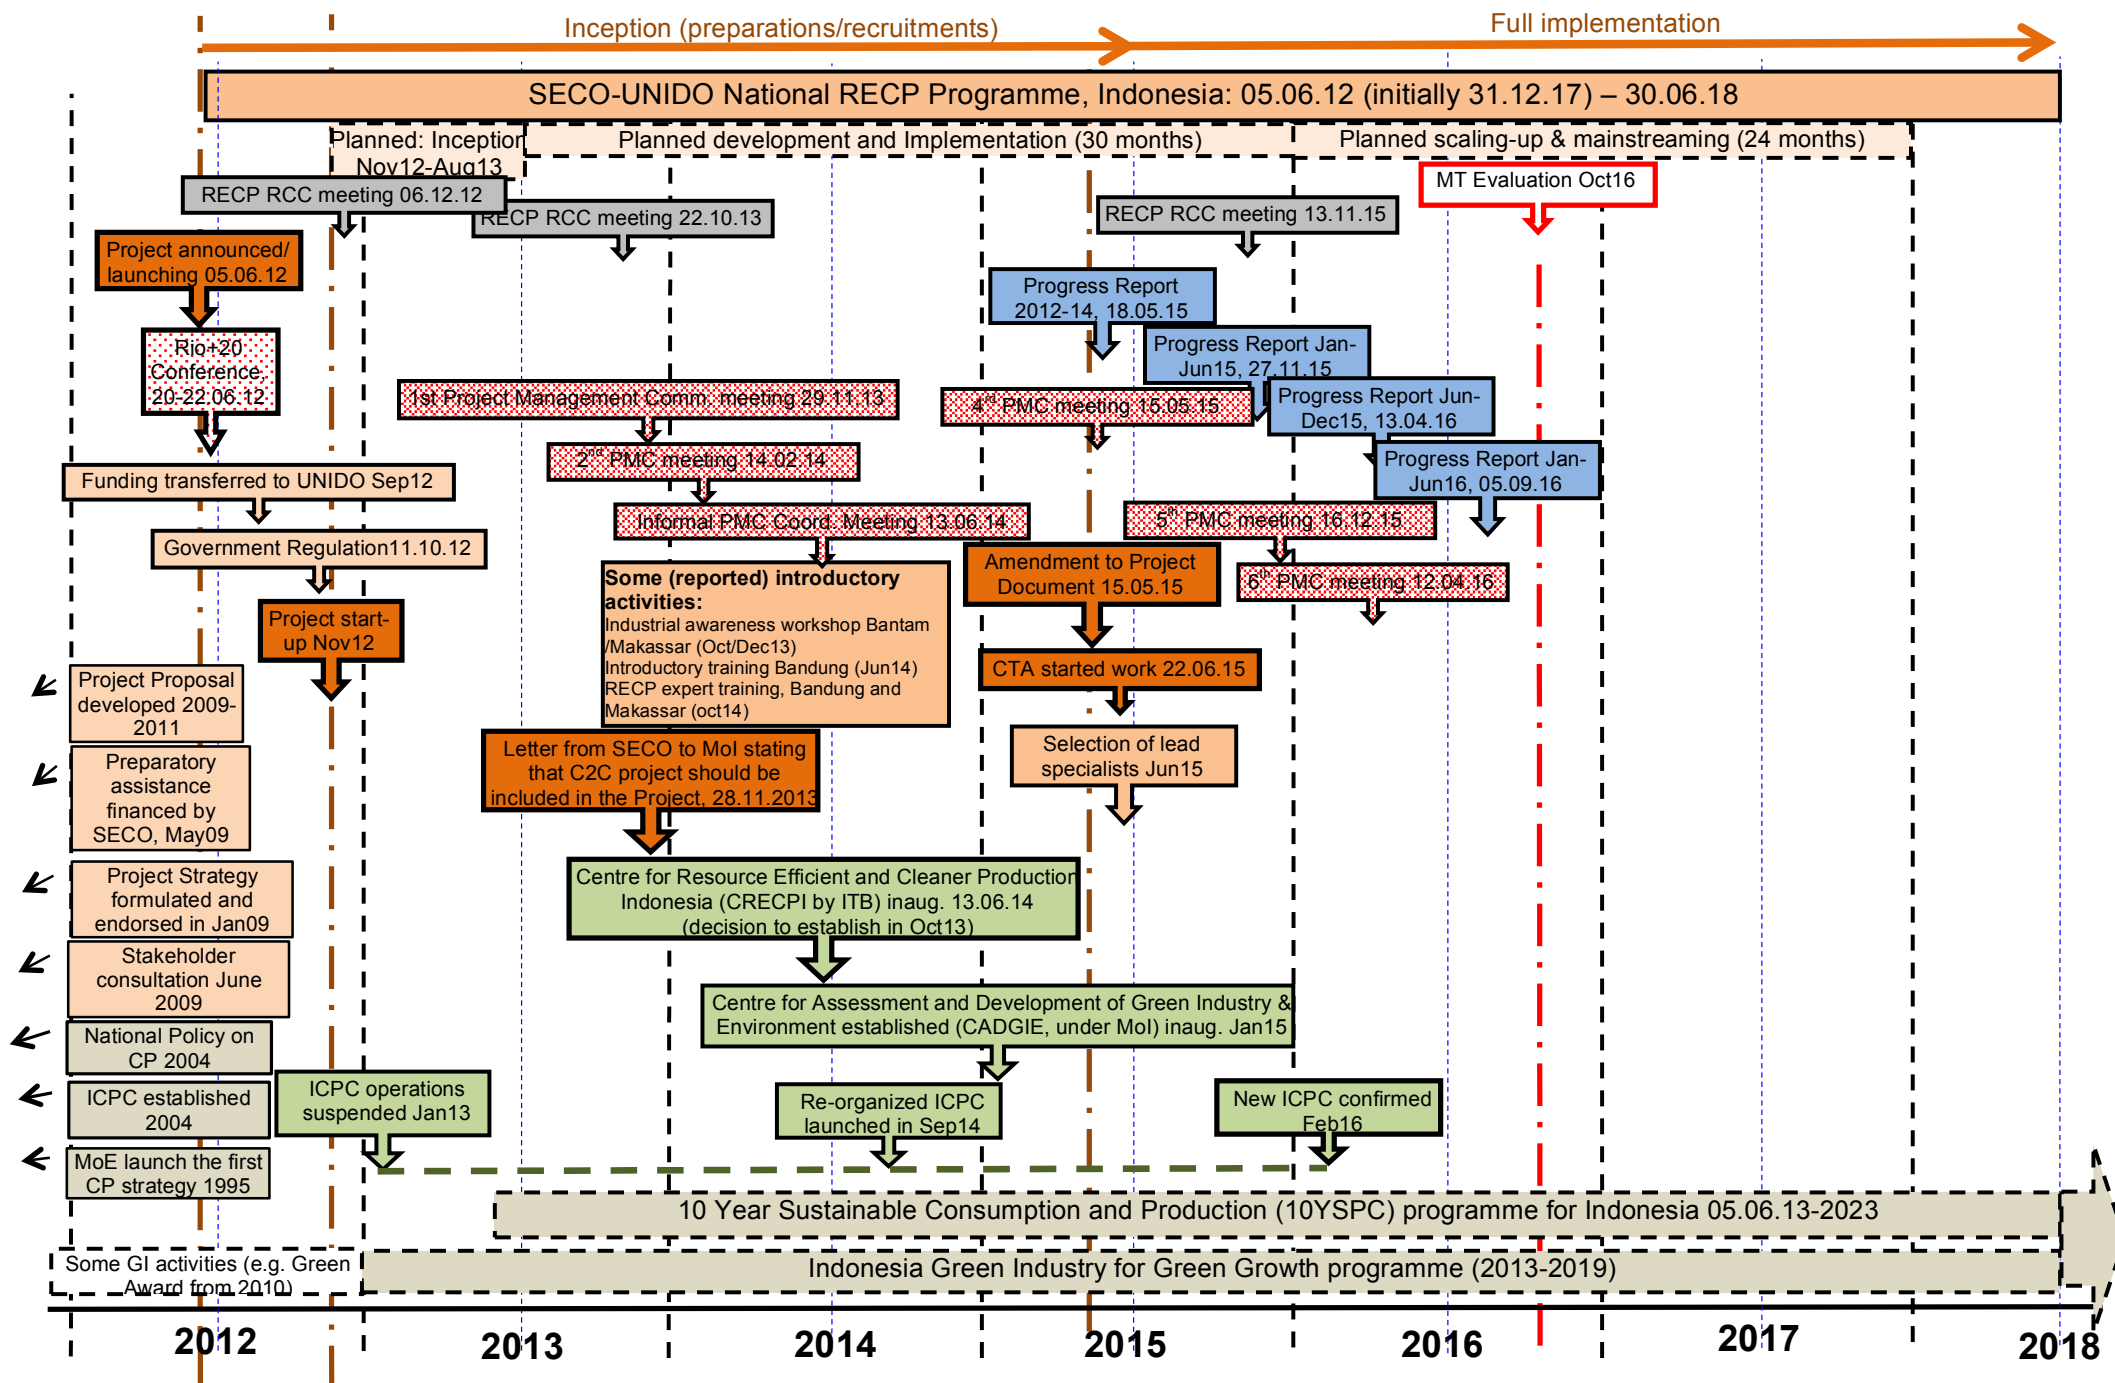 Inception (preparations/recruitments)
Full implementation
SECO-UNIDO National RECP Programme, Indonesia: 05.06.12 (initially 31.12.17) – 30.06.18
Planned: Inception
Nov12-Aug13
Planned development and Implementation (30 months)
Planned scaling-up & mainstreaming (24 months)
MT Evaluation Oct16
RECP RCC meeting 06.12.12
RECP RCC meeting 22.10.13
RECP RCC meeting 13.11.15
Project announced/
launching 05.06.12
Progress Report
2012-14, 18.05.15
Rio+20
Conference,
20-22.06.12
Progress Report Jan-
Jun15, 27.11.15
1st Project Management Comm. meeting 29.11.13
4rd PMC meeting 15.05.15
Progress Report Jun-
Dec15, 13.04.16
2nd PMC meeting 14.02.14
Progress Report Jan-
Jun16, 05.09.16
Funding transferred to UNIDO Sep12
Informal PMC Coord. Meeting 13.06.14
5th PMC meeting 16.12.15
Government Regulation11.10.12
Amendment to Project
Document 15.05.15
6th PMC meeting 12.04.16
Some (reported) introductory
activities:
Industrial awareness workshop Bantam
/Makassar (Oct/Dec13)
Introductory training Bandung (Jun14)
RECP expert training, Bandung and
Makassar (oct14)
Project start-
up Nov12
CTA started work 22.06.15
Project Proposal
developed 2009-
2011
Selection of lead
specialists Jun15
Letter from SECO to MoI stating
that C2C project should be
included in the Project, 28.11.2013
Preparatory
assistance
financed by
SECO, May09
Project Strategy
formulated and
endorsed in Jan09
Centre for Resource Efficient and Cleaner Production
Indonesia (CRECPI by ITB) inaug. 13.06.14
(decision to establish in Oct13)
Stakeholder
consultation June
2009
Centre for Assessment and Development of Green Industry &
Environment established (CADGIE, under MoI) inaug. Jan15
National Policy on
CP 2004
ICPC established
2004
ICPC operations
suspended Jan13
Re-organized ICPC
launched in Sep14
New ICPC confirmed
Feb16
MoE launch the first
CP strategy 1995
10 Year Sustainable Consumption and Production (10YSPC) programme for Indonesia 05.06.13-2023
Some GI activities (e.g. Green
Award from 2010)
Indonesia Green Industry for Green Growth programme (2013-2019)
2012
2013
2014
2015
2016
2017
2018